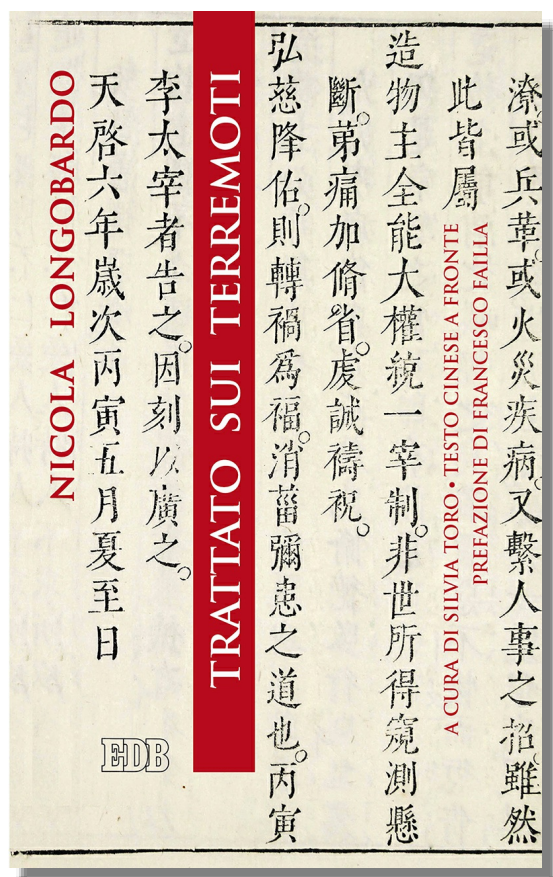 NICOLA LONGOBARDO
TRATTATO SUI TERREMOTI
A CURA DI SILVIA TORO • TESTO CINESE A FRONTE
PREFAZIONE DI FRANCESCO FAILLA
潦。或兵革。或火災疾病。又繫人事之招。雖然
此皆屬
造物主全能大權統一宰制。非世所得窺測懸
斷。苐痛加脩省。虔誠禱祝。
弘慈降佑。則轉禍爲福。消菑彌患之道也。丙寅
李太宰者告之。因刻以廣之。
天啓六年歲次丙寅五月夏至日
EDB